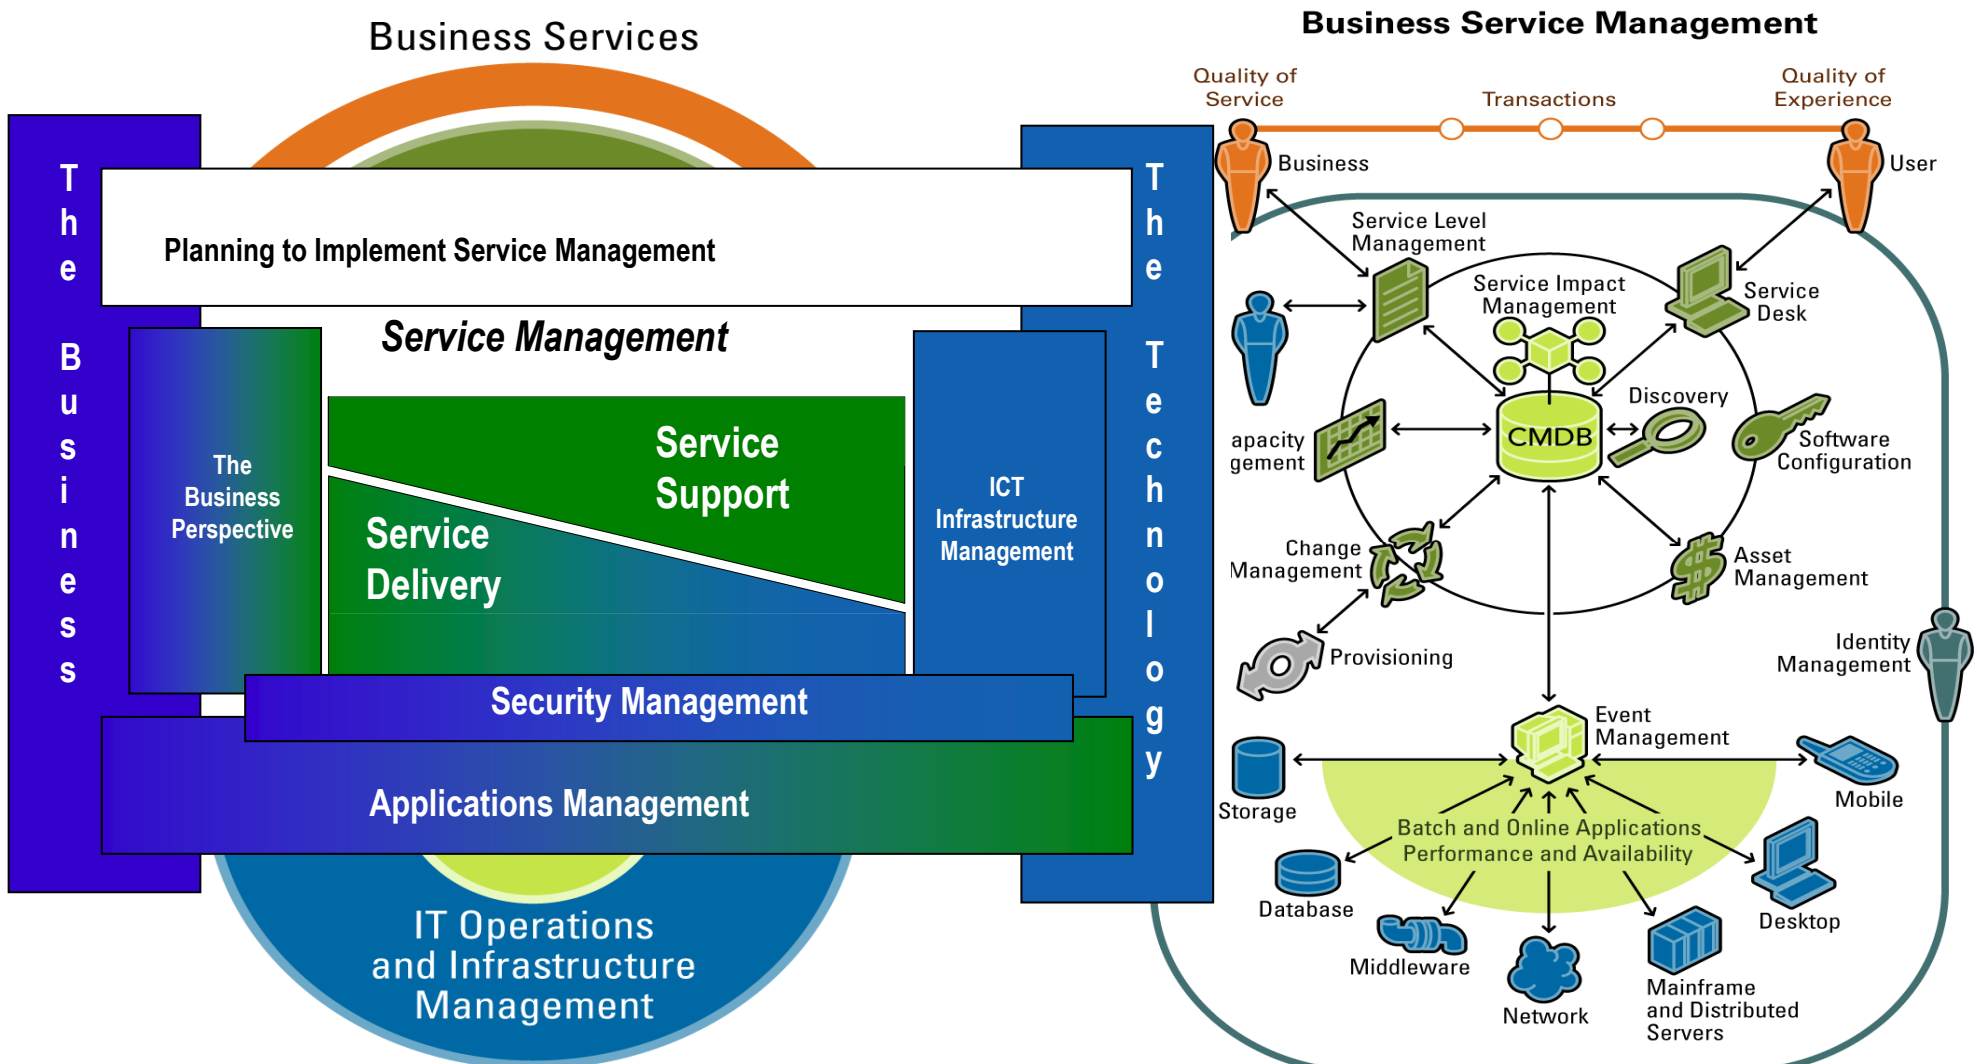 Business Services
The Business
Planning to Implement Service Management
Service Management
The
Business
Perspective
Service
Support
Service
Delivery
ICT
Infrastructure
Management
Security Management
Applications Management
The Technology
IT Operations
and Infrastructure
Management
Business Service Management
Quality of
Service
Transactions
Quality of
Experience
Business
User
Service Level
Management
Service Impact
Management
Service
Desk
Discovery
CMDB
apacity
gement
Software
Configuration
Change
Management
Asset
Management
Provisioning
Identity
Management
Event
Management
Storage
Mobile
Batch and Online Applications
Performance and Availability
Database
Desktop
Middleware
Network
Mainframe
and Distributed
Servers